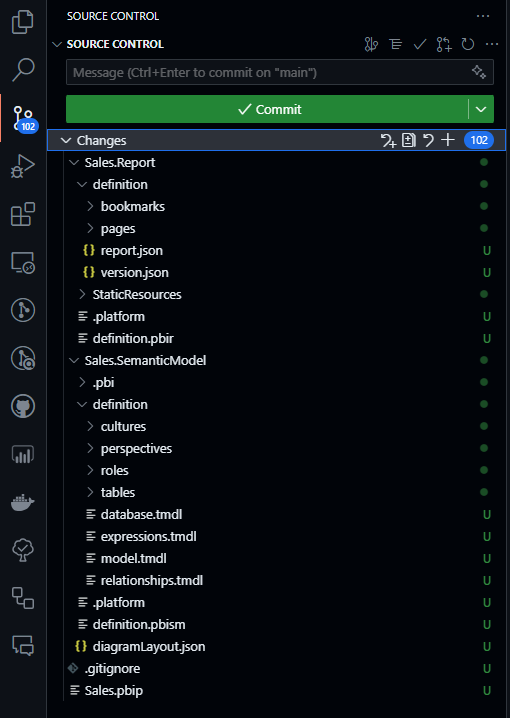 SOURCE CONTROL
SOURCE CONTROL
Message (Ctrl+Enter to commit on "main")
Commit
102
Changes 102
Sales.Report
definition
bookmarks
pages
{} report.json U
{} version.json U
StaticResources
.platform U
definition.pbir U
Sales.SemanticModel
.pbi
definition
cultures
perspectives
roles
tables
database.tmdl U
expressions.tmdl U
model.tmdl U
relationships.tmdl U
.platform U
definition.pbism U
{} diagramLayout.json U
.gitignore U
Sales.pbip U